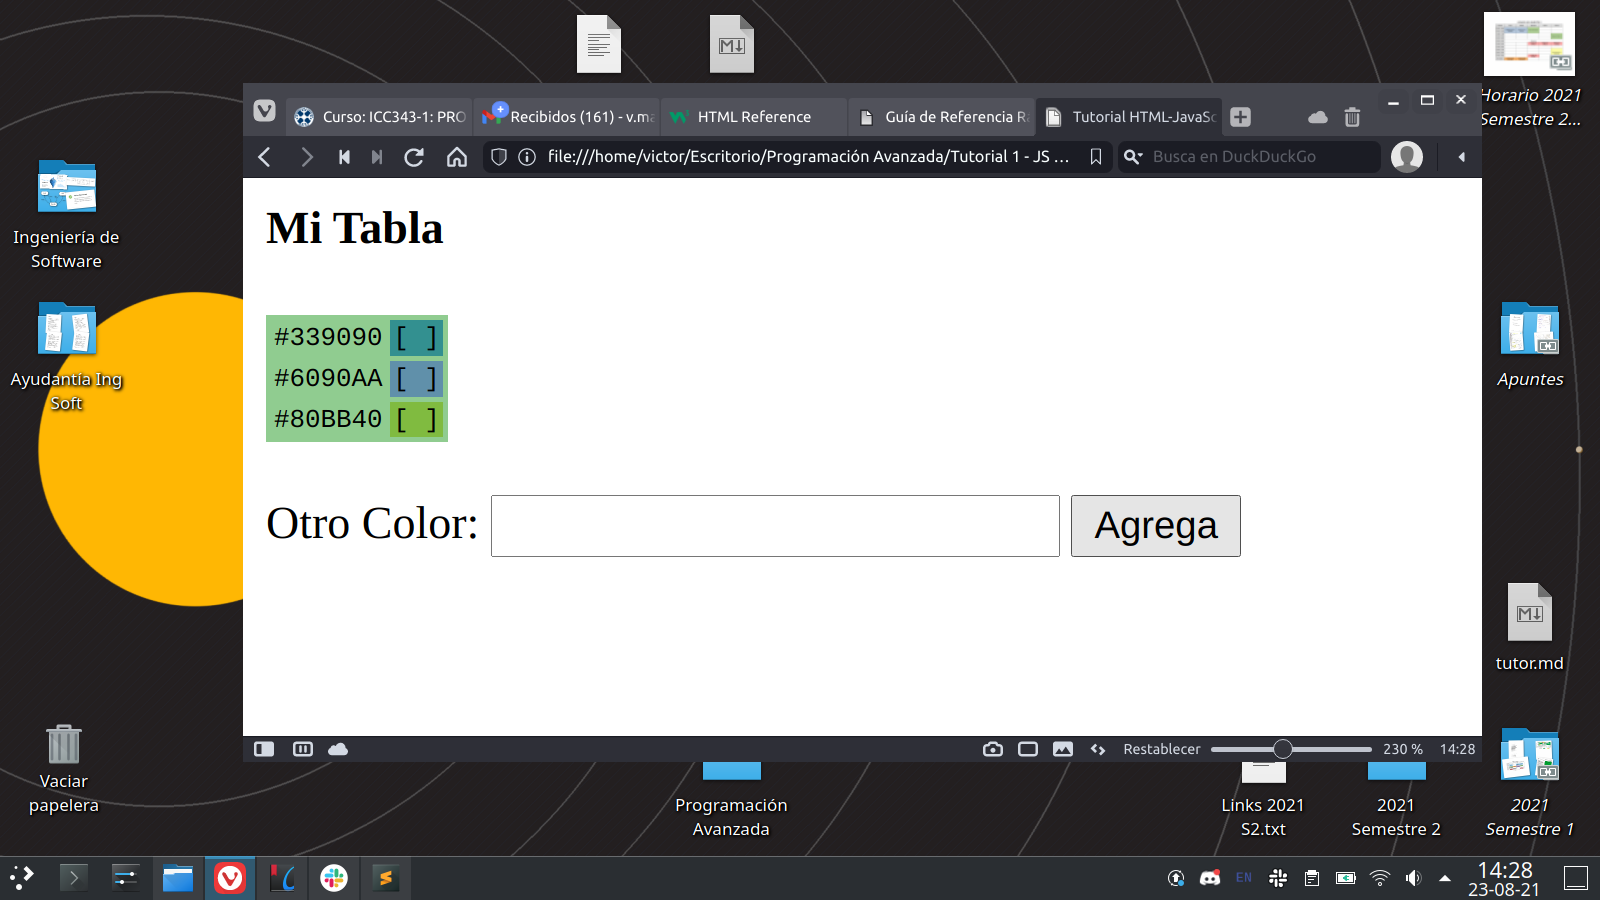 Horario 2021
Semestre 2...
Curso: ICC343-1: PRO
Recibidos (161) - v.ma
HTML Reference
Guía de Referencia Ra
Tutorial HTML-JavaSc
file:///home/victor/Escritorio/Programación Avanzada/Tutorial 1 - JS ...
Busca en DuckDuckGo
Mi Tabla
#339090 [ ]
#6090AA [ ]
#80BB40 [ ]
Otro Color:
Agrega
Restablecer
230 %
14:28
Ingeniería de
Software
Ayudantía Ing
Soft
Vaciar
papelera
Apuntes
tutor.md
Programación
Avanzada
Links 2021
S2.txt
2021
Semestre 2
2021
Semestre 1
EN
14:28
23-08-21